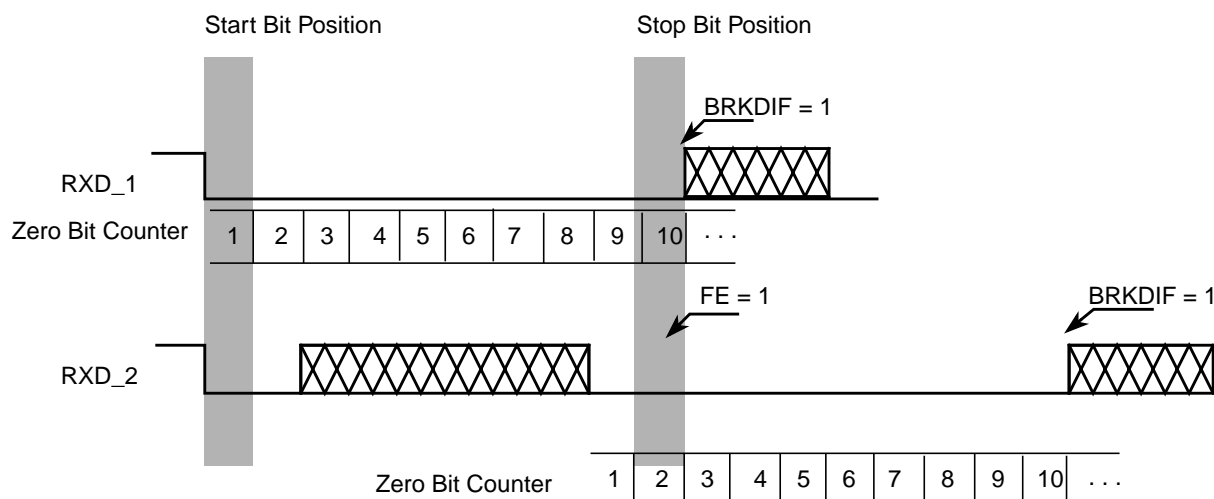 Start Bit Position
Stop Bit Position
BRKDIF = 1
RXD_1
Zero Bit Counter 1 2 3 4 5 6 7 8 9 10 . . .
FE = 1
BRKDIF = 1
RXD_2
Zero Bit Counter 1 2 3 4 5 6 7 8 9 10 . . .